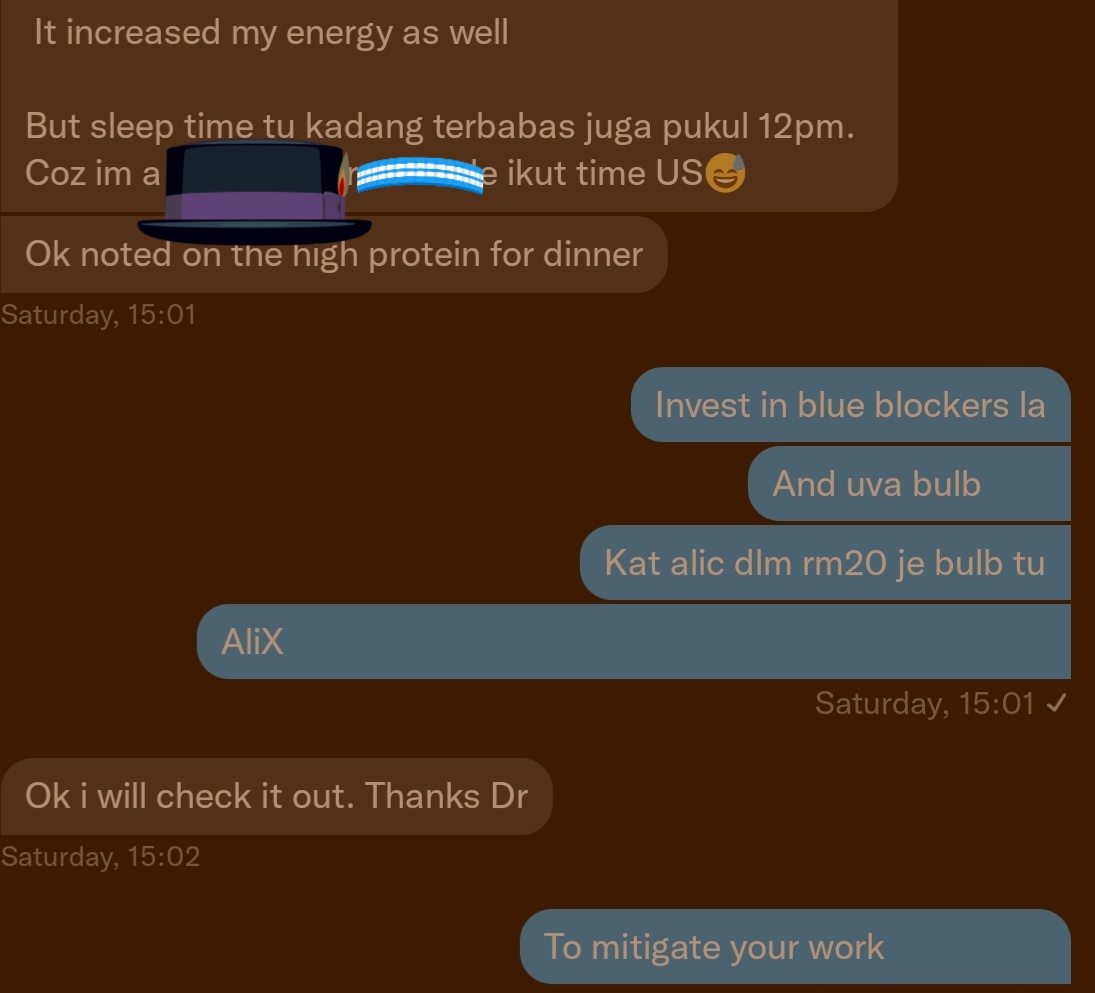 It increased my energy as well
But sleep time tu kadang terbabas juga pukul 12pm.
Coz im a ikut time US😅
Ok noted on the high protein for dinner
Saturday, 15:01
Invest in blue blockers la
And uva bulb
Kat alic dlm rm20 je bulb tu
AliX
Saturday, 15:01 ✓
Ok i will check it out. Thanks Dr
Saturday, 15:02
To mitigate your work